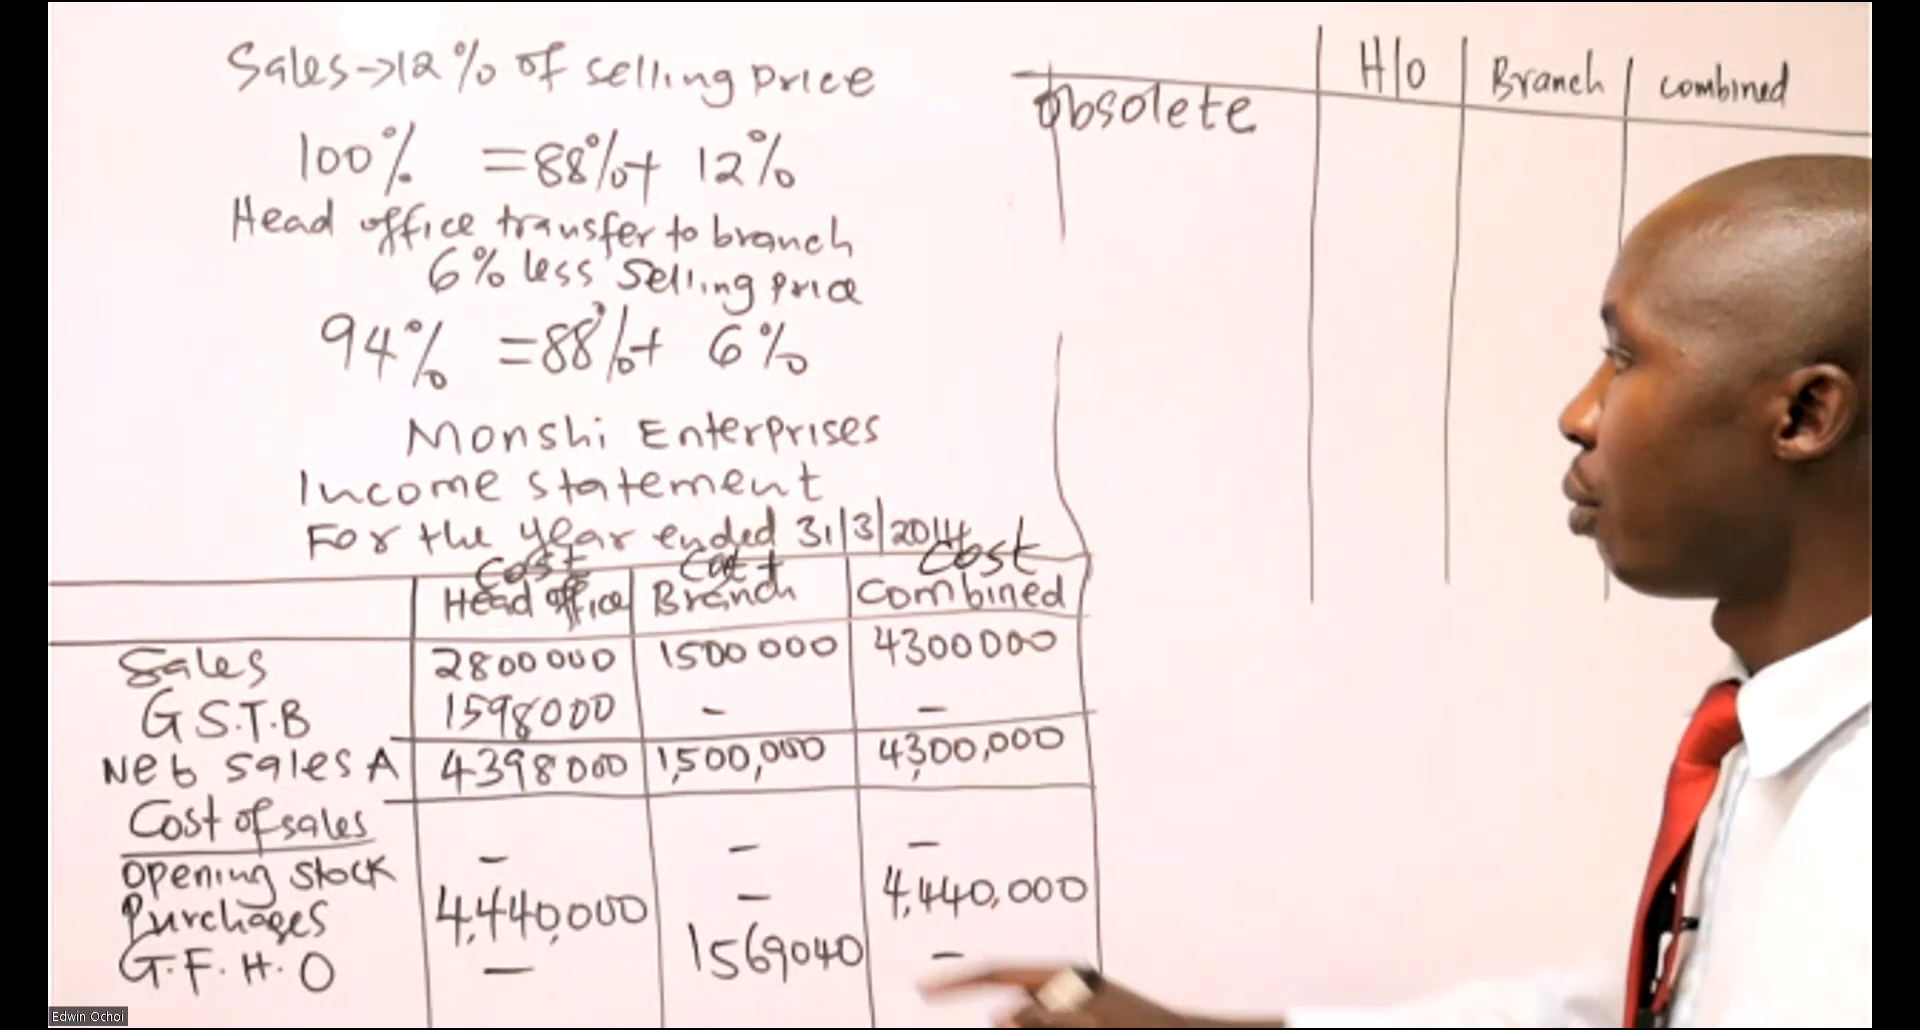 Sales→12% of selling price
100% = 88% + 12%
Head office transfer to branch
6% less selling price
94% = 88% + 6%
Monshi Enterprises
Income statement
For the year ended 31/3/2014
Cost Cost Cost
Head office Branch Combined
Sales 2800000 1500000 4300000
G.S.T.B 1598000 - -
Net sales A 4398000 1,500,000 4,300,000
Cost of sales
Opening stock - - -
Purchases 4,440,000 - 4,440,000
G.F.H.O - 1569040 -
H/O Branch Combined
Obsolete
Edwin Ochoi